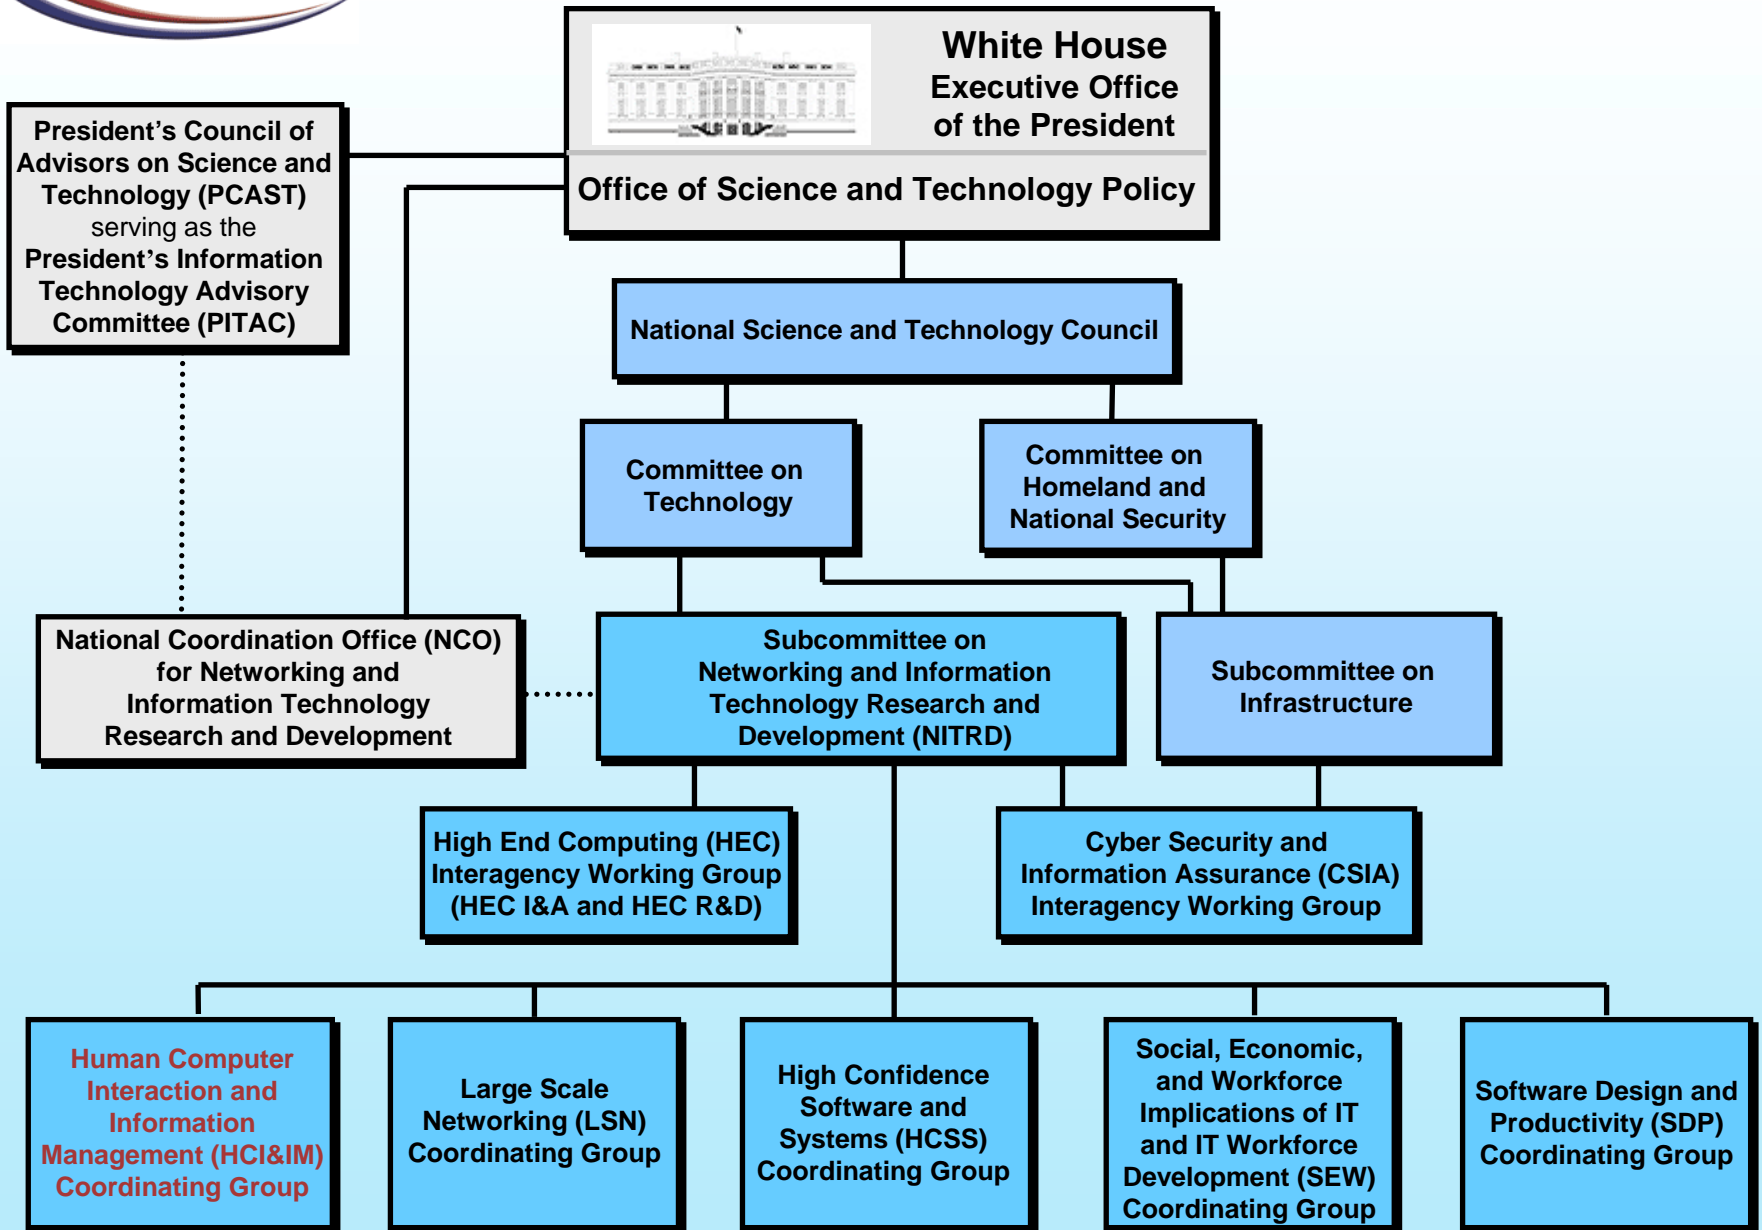 White House
Executive Office
of the President
Office of Science and Technology Policy
President’s Council of
Advisors on Science and
Technology (PCAST)
serving as the
President’s Information
Technology Advisory
Committee (PITAC)
National Science and Technology Council
Committee on
Technology
Committee on
Homeland and
National Security
National Coordination Office (NCO)
for Networking and
Information Technology
Research and Development
Subcommittee on
Networking and Information
Technology Research and
Development (NITRD)
Subcommittee on
Infrastructure
High End Computing (HEC)
Interagency Working Group
(HEC I&A and HEC R&D)
Cyber Security and
Information Assurance (CSIA)
Interagency Working Group
Human Computer
Interaction and
Information
Management (HCI&IM)
Coordinating Group
Large Scale
Networking (LSN)
Coordinating Group
High Confidence
Software and
Systems (HCSS)
Coordinating Group
Social, Economic,
and Workforce
Implications of IT
and IT Workforce
Development (SEW)
Coordinating Group
Software Design and
Productivity (SDP)
Coordinating Group